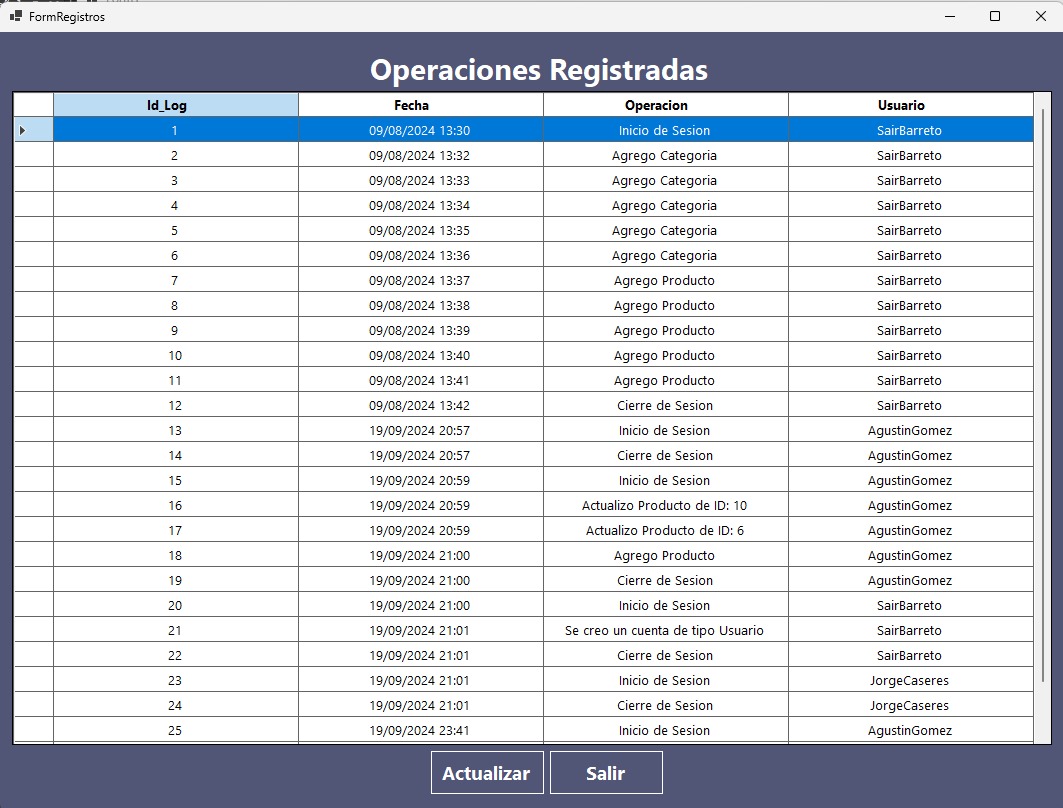 FormRegistros
Operaciones Registradas
Id_Log Fecha Operacion Usuario
1 09/08/2024 13:30 Inicio de Sesion SairBarreto
2 09/08/2024 13:32 Agrego Categoria SairBarreto
3 09/08/2024 13:33 Agrego Categoria SairBarreto
4 09/08/2024 13:34 Agrego Categoria SairBarreto
5 09/08/2024 13:35 Agrego Categoria SairBarreto
6 09/08/2024 13:36 Agrego Categoria SairBarreto
7 09/08/2024 13:37 Agrego Producto SairBarreto
8 09/08/2024 13:38 Agrego Producto SairBarreto
9 09/08/2024 13:39 Agrego Producto SairBarreto
10 09/08/2024 13:40 Agrego Producto SairBarreto
11 09/08/2024 13:41 Agrego Producto SairBarreto
12 09/08/2024 13:42 Cierre de Sesion SairBarreto
13 19/09/2024 20:57 Inicio de Sesion AgustinGomez
14 19/09/2024 20:57 Cierre de Sesion AgustinGomez
15 19/09/2024 20:59 Inicio de Sesion AgustinGomez
16 19/09/2024 20:59 Actualizo Producto de ID: 10 AgustinGomez
17 19/09/2024 20:59 Actualizo Producto de ID: 6 AgustinGomez
18 19/09/2024 21:00 Agrego Producto AgustinGomez
19 19/09/2024 21:00 Cierre de Sesion AgustinGomez
20 19/09/2024 21:00 Inicio de Sesion SairBarreto
21 19/09/2024 21:01 Se creo un cuenta de tipo Usuario SairBarreto
22 19/09/2024 21:01 Cierre de Sesion SairBarreto
23 19/09/2024 21:01 Inicio de Sesion JorgeCaseres
24 19/09/2024 21:01 Cierre de Sesion JorgeCaseres
25 19/09/2024 23:41 Inicio de Sesion AgustinGomez
Actualizar Salir